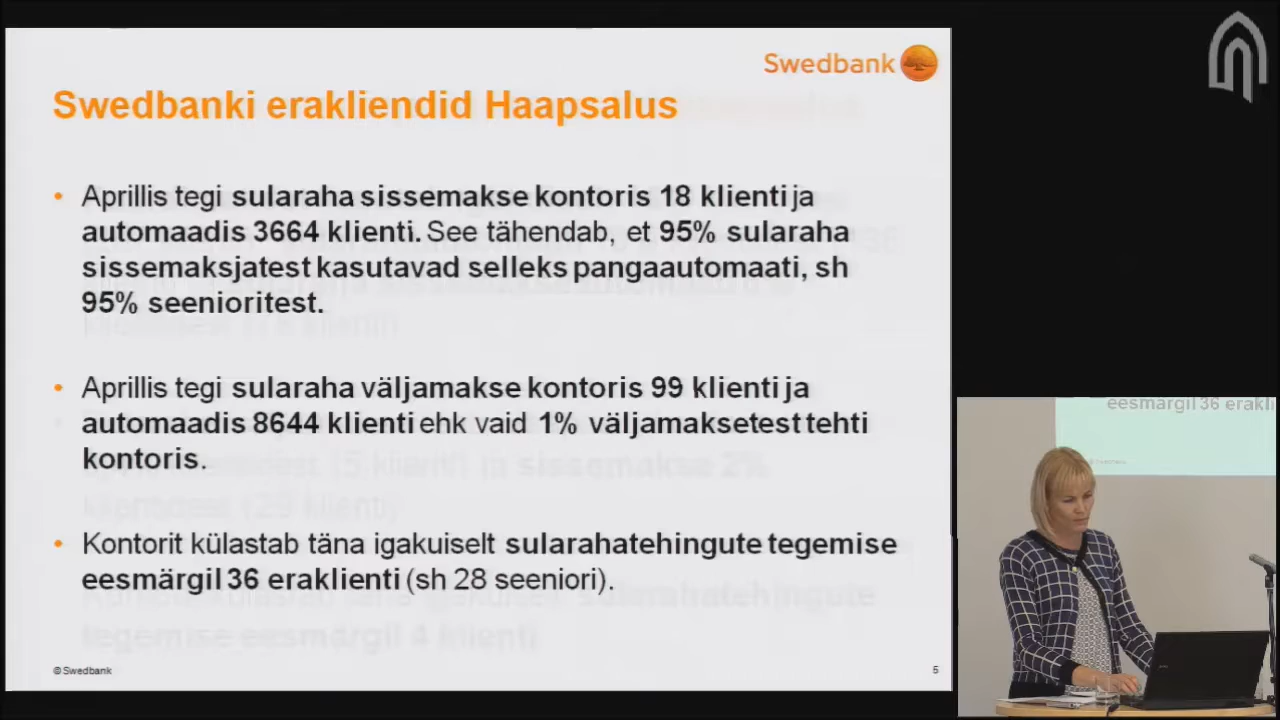 Swedbank
Swedbanki erakliendid Haapsalus
• Aprillis tegi sularaha sissemakse kontoris 18 klienti ja
automaadis 3664 klienti. See tähendab, et 95% sularaha
sissemaksjatest kasutavad selleks pangaautomaati, sh
95% seenioritest.
• Aprillis tegi sularaha väljamakse kontoris 99 klienti ja
automaadis 8644 klienti ehk vaid 1% väljamaksetest tehti
kontoris.
• Kontorit külastab täna igakuiselt sularahatehingute tegemise
eesmärgil 36 eraklienti (sh 28 seeniori).
© Swedbank
5
eesmärgil 36 erakli